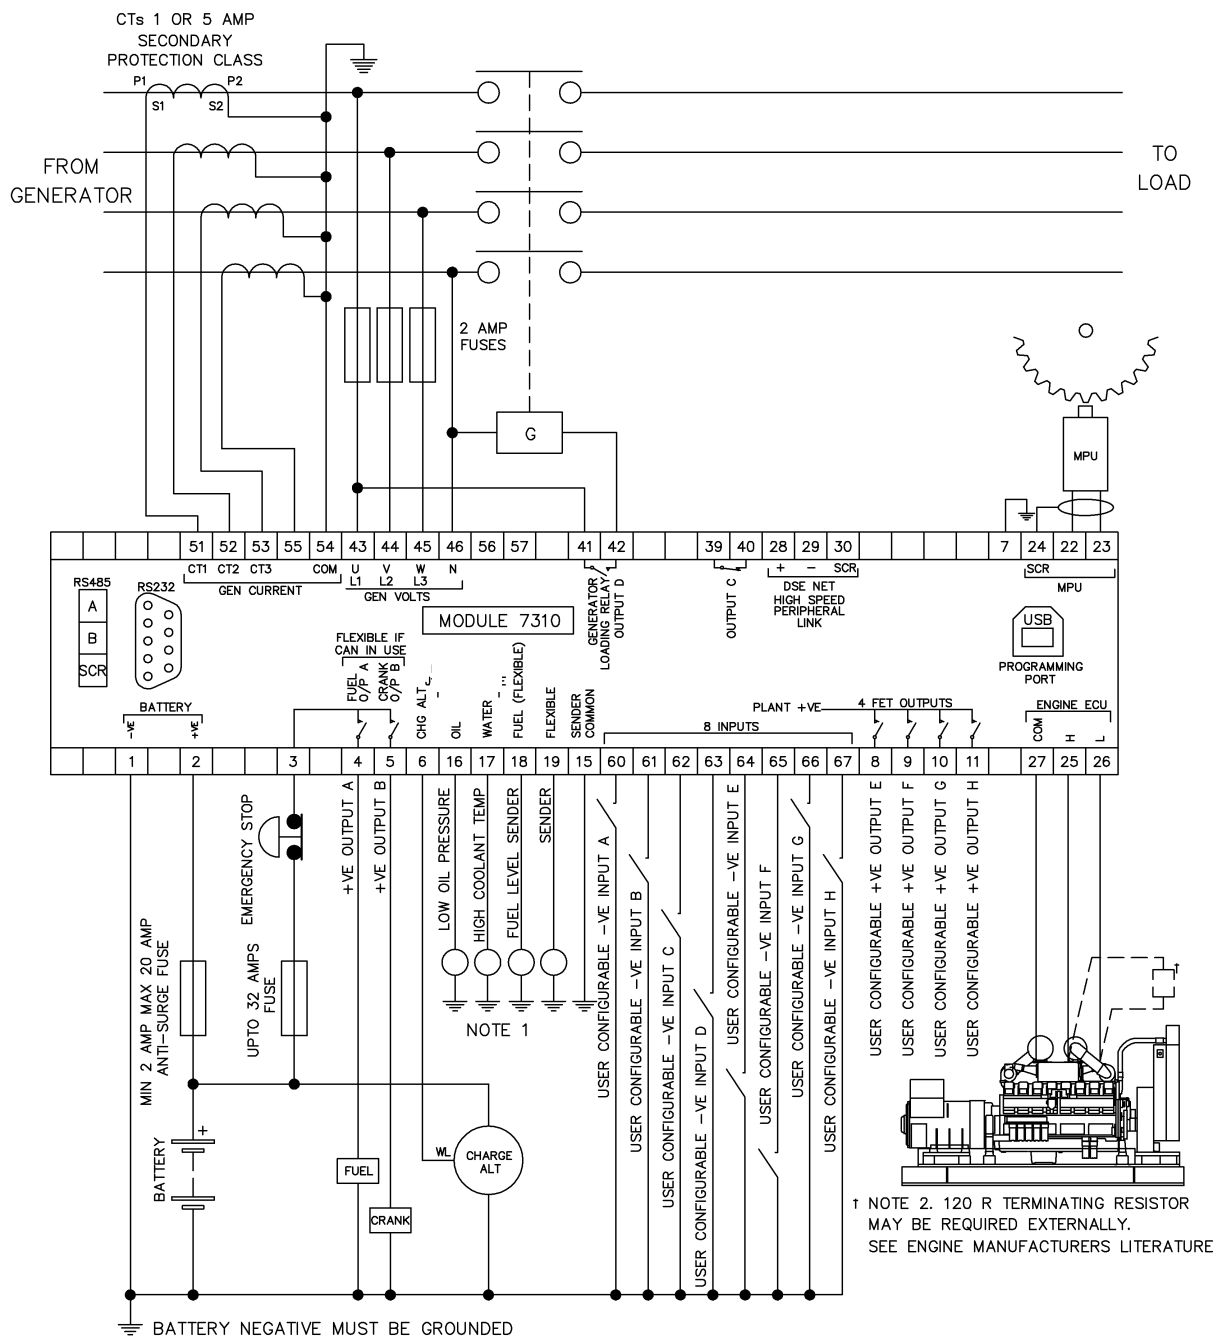 CTs 1 OR 5 AMP
SECONDARY
PROTECTION CLASS
P1
P2
S1
S2
FROM
GENERATOR
TO
LOAD
2 AMP
FUSES
G
MPU
51 52 53 55 54 43 44 45 46 56 57 41 42 39 40 28 29 30 7 24 22 23
CT1 CT2 CT3 COM U V W N
L1 L2 L3
GEN CURRENT
GEN VOLTS
+ - SCR
DSE NET
HIGH SPEED
PERIPHERAL
LINK
SCR
MPU
GENERATOR
LOADING RELAY
OUTPUT D
OUTPUT C
RS485
A
B
SCR
RS232
MODULE 7310
USB
PROGRAMMING
PORT
FLEXIBLE IF
CAN IN USE
FUEL
O/P A
CRANK
O/P B
CHG ALT
OIL
WATER
FUEL (FLEXIBLE)
FLEXIBLE
SENDER
COMMON
BATTERY
-VE
+VE
8 INPUTS
PLANT +VE
4 FET OUTPUTS
ENGINE ECU
COM
H
L
1 2 3 4 5 6 16 17 18 19 15 60 61 62 63 64 65 66 67 8 9 10 11 27 25 26
EMERGENCY STOP
+VE OUTPUT A
+VE OUTPUT B
LOW OIL PRESSURE
HIGH COOLANT TEMP
FUEL LEVEL SENDER
SENDER
USER CONFIGURABLE -VE INPUT A
USER CONFIGURABLE -VE INPUT B
USER CONFIGURABLE -VE INPUT C
USER CONFIGURABLE -VE INPUT D
USER CONFIGURABLE -VE INPUT E
USER CONFIGURABLE -VE INPUT F
USER CONFIGURABLE -VE INPUT G
USER CONFIGURABLE -VE INPUT H
USER CONFIGURABLE +VE OUTPUT E
USER CONFIGURABLE +VE OUTPUT F
USER CONFIGURABLE +VE OUTPUT G
USER CONFIGURABLE +VE OUTPUT H
MIN 2 AMP MAX 20 AMP
ANTI-SURGE FUSE
UPTO 32 AMPS
FUSE
NOTE 1
†
BATTERY
+
FUEL
CRANK
WL
CHARGE
ALT
† NOTE 2. 120 R TERMINATING RESISTOR
MAY BE REQUIRED EXTERNALLY.
SEE ENGINE MANUFACTURERS LITERATURE
BATTERY NEGATIVE MUST BE GROUNDED